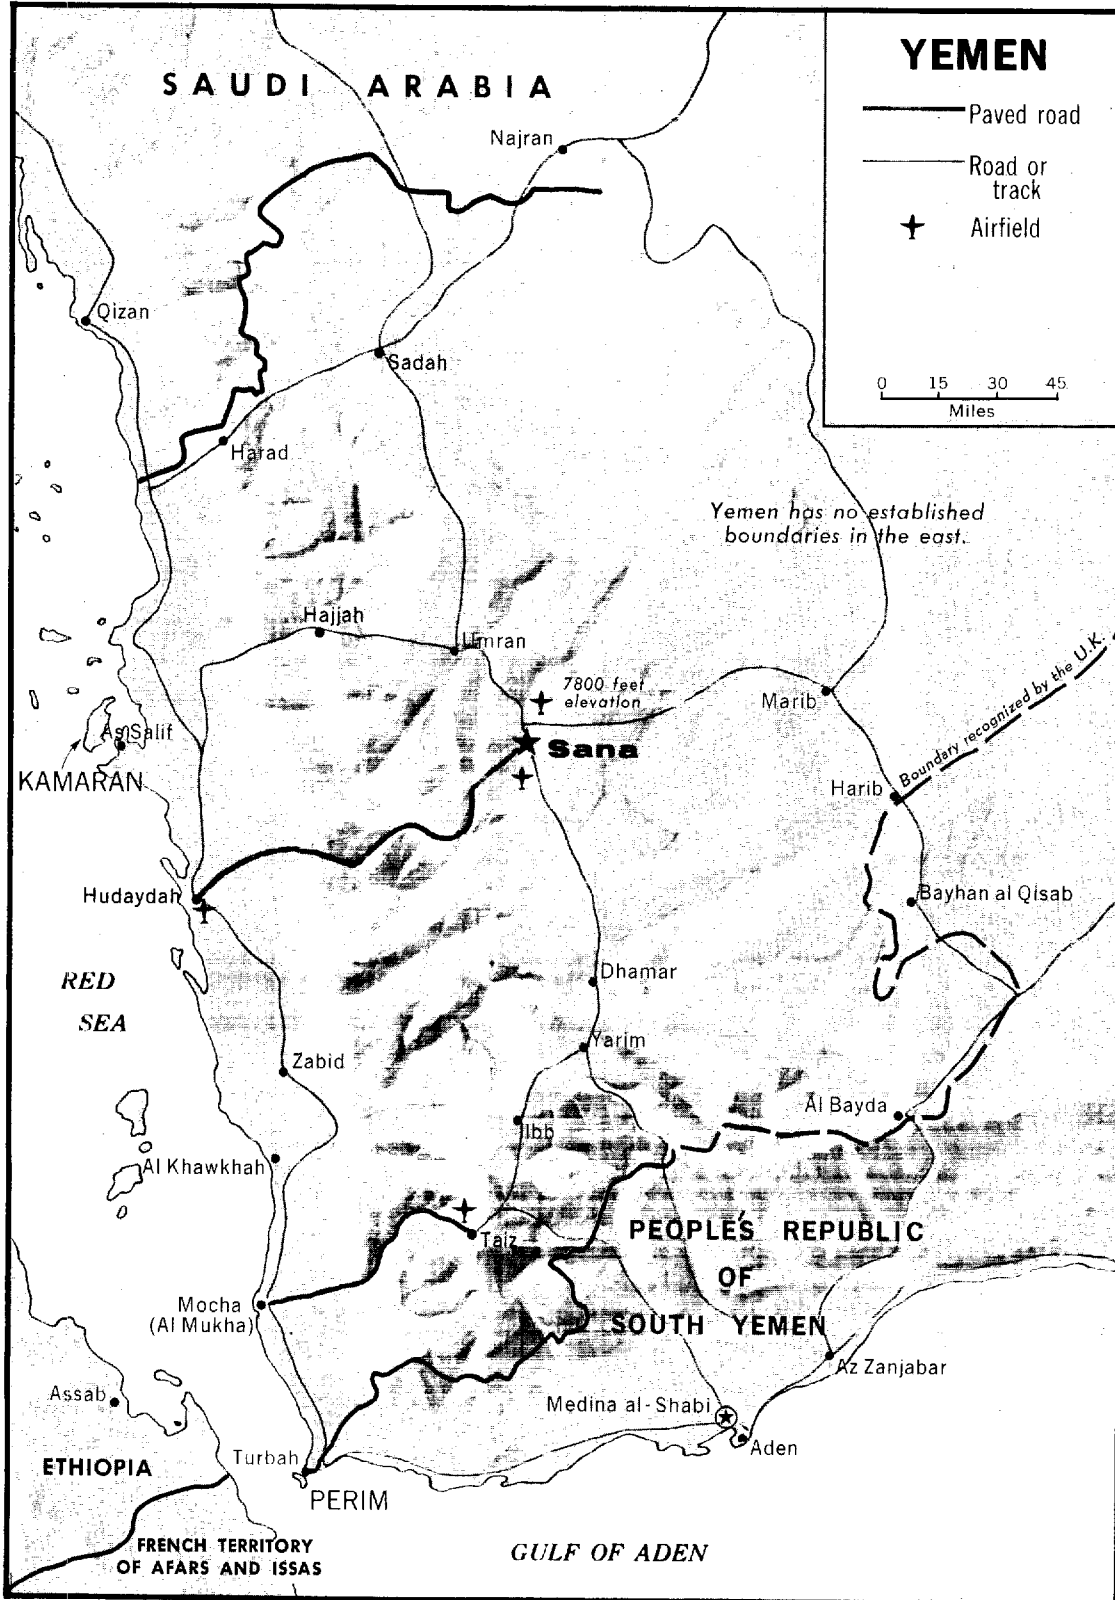 YEMEN
Paved road
Road or
track
Airfield
0 15 30 45
Miles
SAUDI ARABIA
Najran
Qizan
Sadah
Harad
Yemen has no established
boundaries in the east.
Hajjah
Umran
7800 feet
elevation
Marib
Boundary recognized by the U.K.
As Salif
Sana
KAMARAN
Harib
Hudaydah
Bayhan al Qisab
RED
SEA
Dhamar
Yarim
Zabid
Al Bayda
Ibb
Al Khawkhah
Taiz
PEOPLE'S REPUBLIC
OF
SOUTH YEMEN
Mocha
(Al Mukha)
Az Zanjabar
Assab
Medina al-Shabi
Aden
Turbah
ETHIOPIA
PERIM
FRENCH TERRITORY
OF AFARS AND ISSAS
GULF OF ADEN